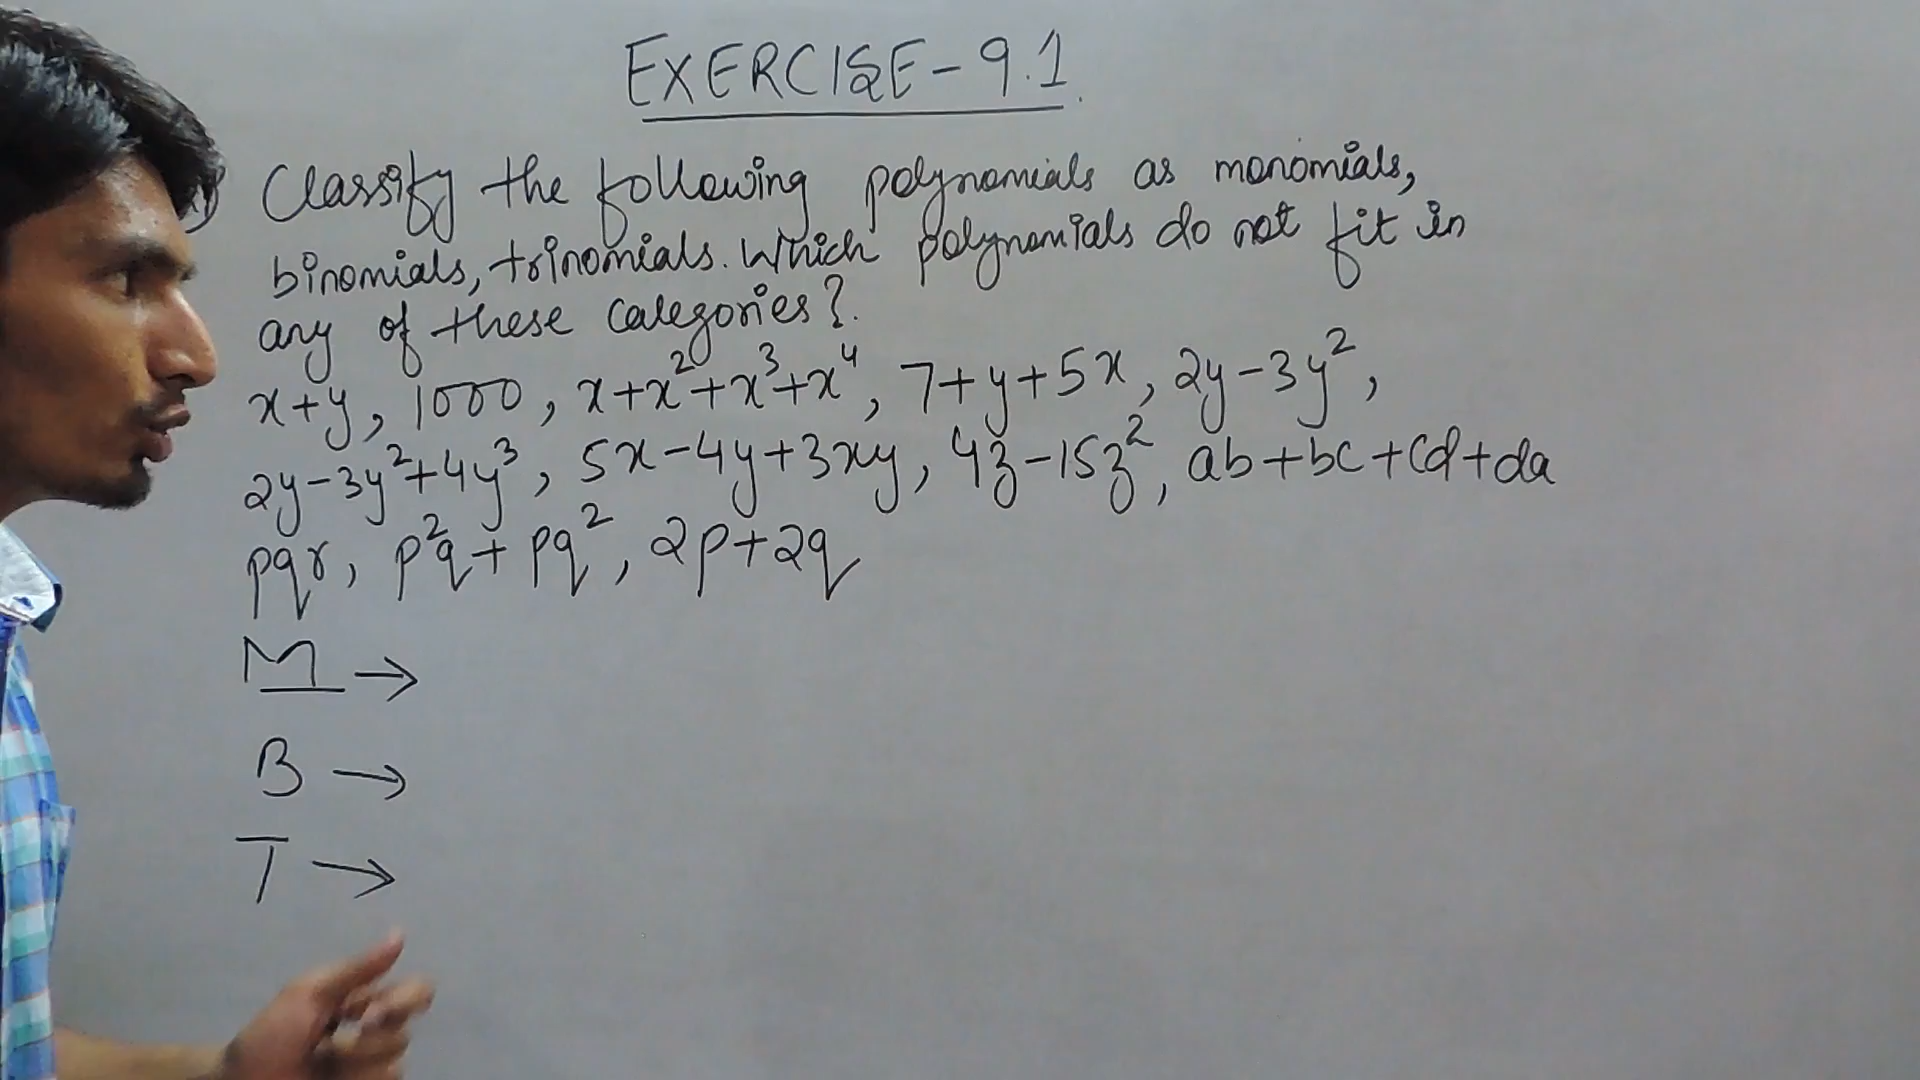 EXERCISE-9.1
Classify the following polynomials as monomials,
binomials, trinomials. Which polynomials do not fit in
any of these categories?
x+y, 1000, x+x²+x³+x⁴, 7+y+5x, 2y-3y²,
2y-3y²+4y³, 5x-4y+3xy, 4z-15z², ab+bc+cd+da
pqr, p²q+pq², 2p+2q
M →
B →
T →